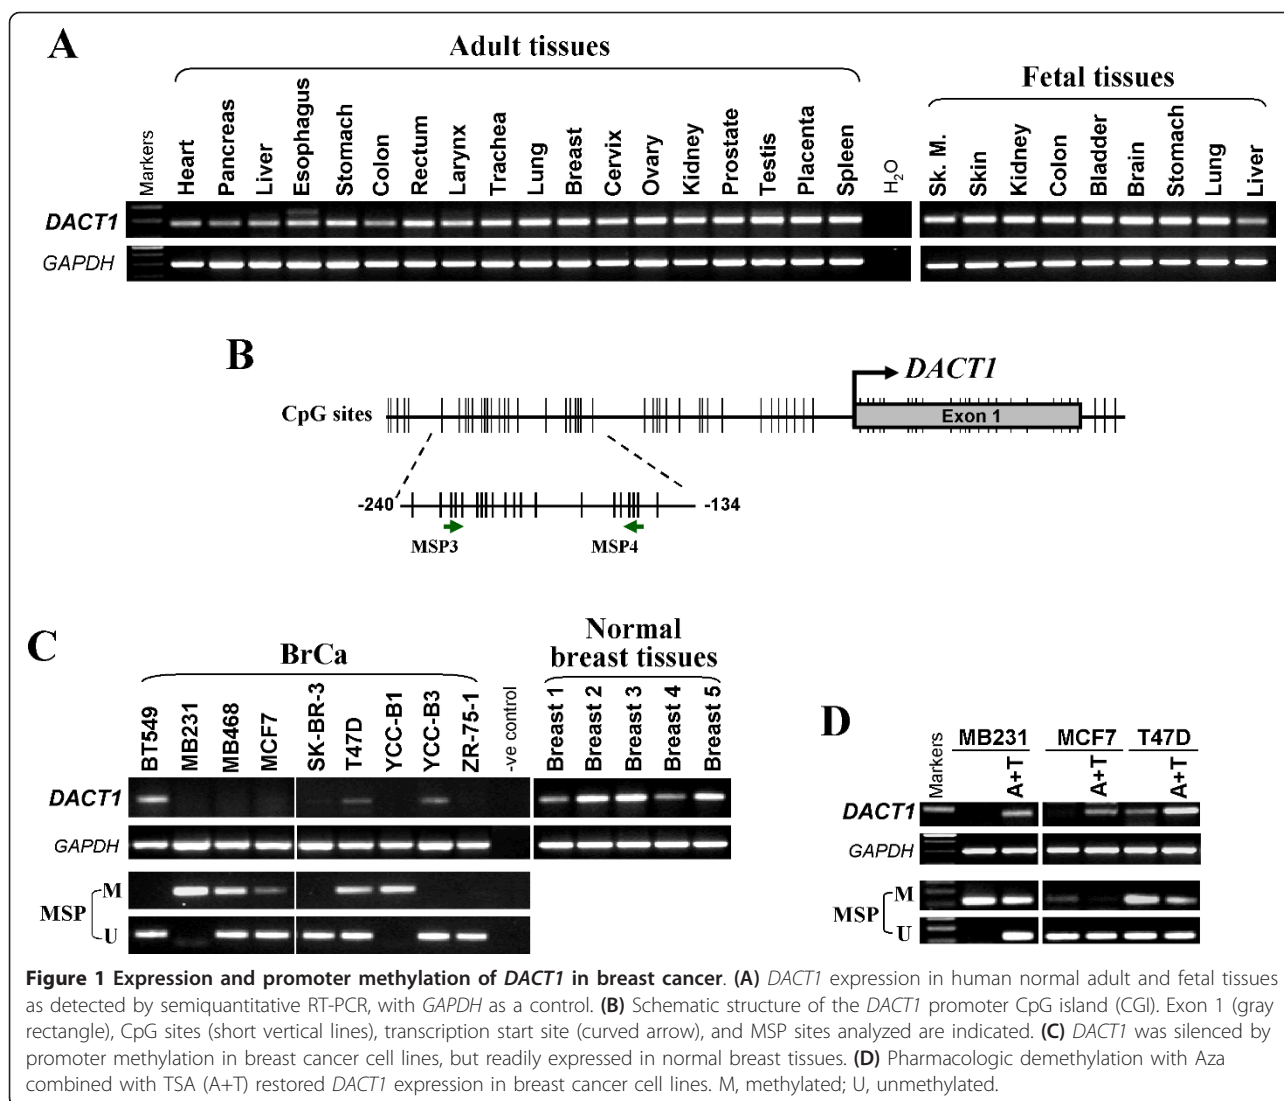 A
Adult tissues
Fetal tissues
Markers
Heart
Pancreas
Liver
Esophagus
Stomach
Colon
Rectum
Larynx
Trachea
Lung
Breast
Cervix
Ovary
Kidney
Prostate
Testis
Placenta
Spleen
H2O
Sk. M.
Skin
Kidney
Colon
Bladder
Brain
Stomach
Lung
Liver
DACT1
GAPDH
B
DACT1
CpG sites
Exon 1
-240
-134
MSP3
MSP4
C
BrCa
Normal
breast tissues
BT549
MB231
MB468
MCF7
SK-BR-3
T47D
YCC-B1
YCC-B3
ZR-75-1
-ve control
Breast 1
Breast 2
Breast 3
Breast 4
Breast 5
DACT1
GAPDH
MSP
M
U
D
Markers
MB231
MCF7
T47D
A+T
A+T
A+T
DACT1
GAPDH
MSP
M
U
Figure 1 Expression and promoter methylation of DACT1 in breast cancer. (A) DACT1 expression in human normal adult and fetal tissues
as detected by semiquantitative RT-PCR, with GAPDH as a control. (B) Schematic structure of the DACT1 promoter CpG island (CGI). Exon 1 (gray
rectangle), CpG sites (short vertical lines), transcription start site (curved arrow), and MSP sites analyzed are indicated. (C) DACT1 was silenced by
promoter methylation in breast cancer cell lines, but readily expressed in normal breast tissues. (D) Pharmacologic demethylation with Aza
combined with TSA (A+T) restored DACT1 expression in breast cancer cell lines. M, methylated; U, unmethylated.